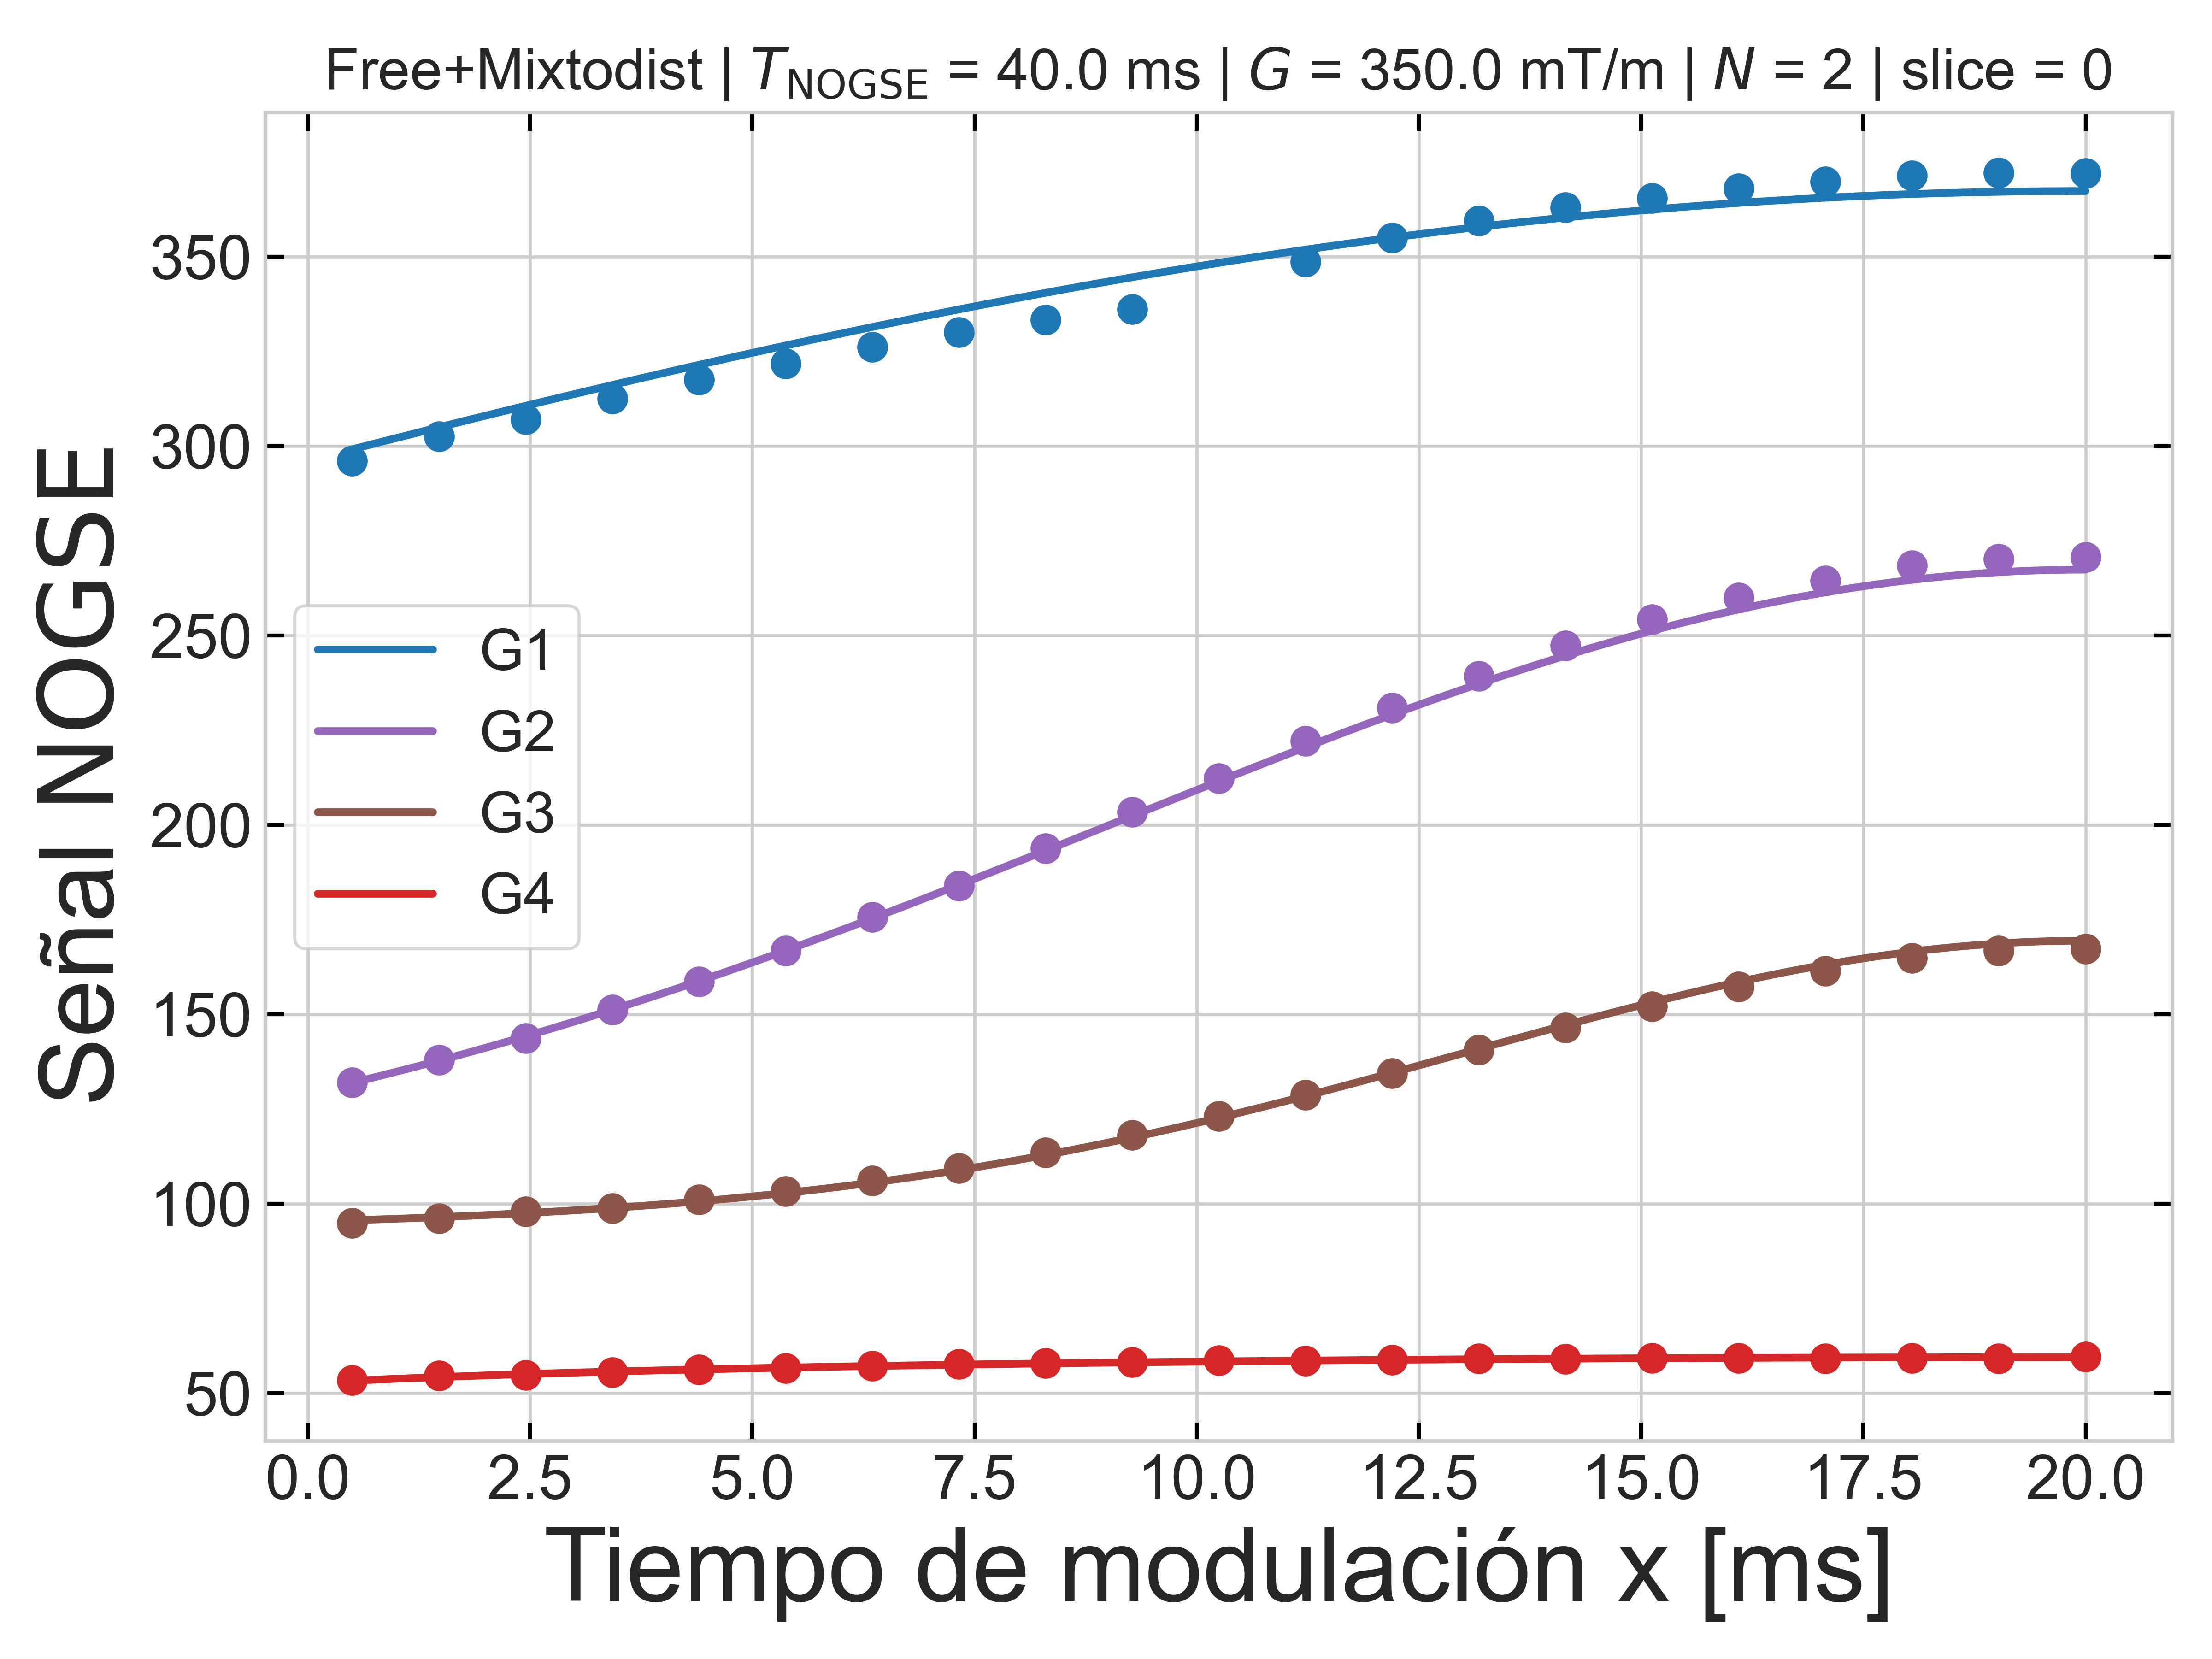 Free+Mixtodist | T_NOGSE = 40.0 ms | G = 350.0 mT/m | N = 2 | slice = 0
Señal NOGSE
350
300
250
200
150
100
50
G1
G2
G3
G4
0.0 2.5 5.0 7.5 10.0 12.5 15.0 17.5 20.0
Tiempo de modulación x [ms]